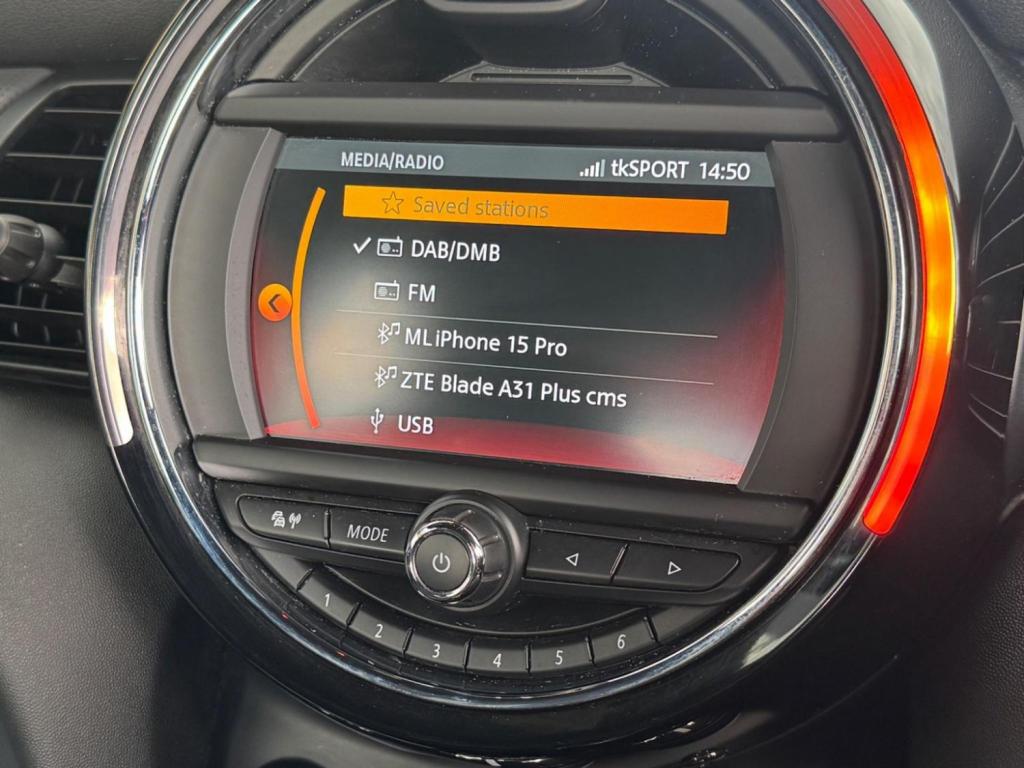 MEDIA/RADIO tkSPORT 14:50
Saved stations
DAB/DMB
FM
ML iPhone 15 Pro
ZTE Blade A31 Plus cms
USB
MODE
1 2 3 4 5 6